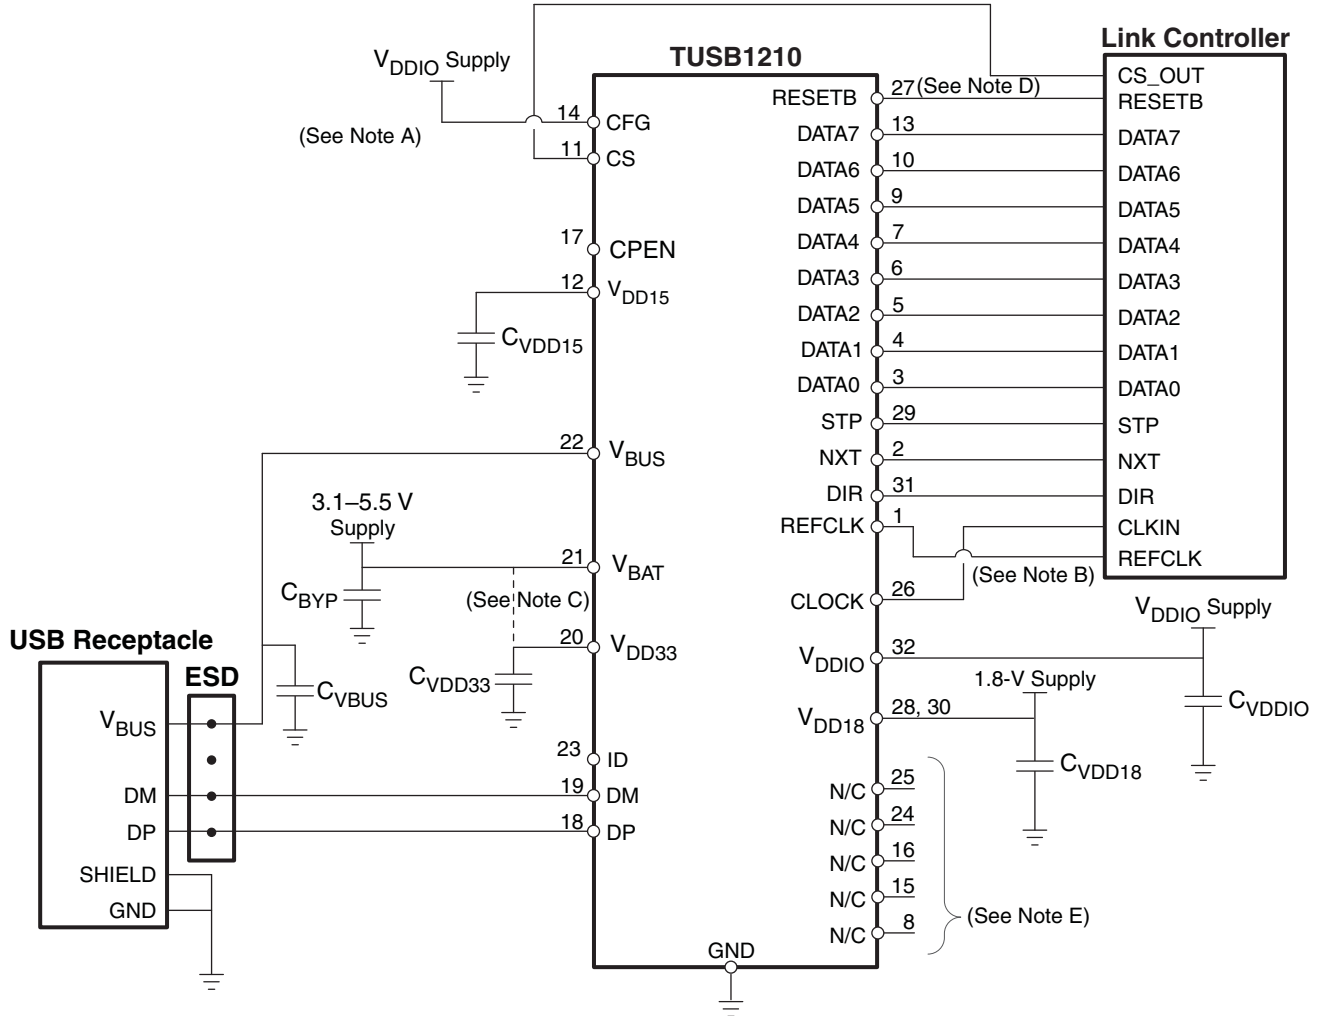 Link Controller
TUSB1210
VDDIO Supply
(See Note A)
14 CFG
11 CS
17 CPEN
12 VDD15
CVDD15
22 VBUS
3.1–5.5 V
Supply
21 VBAT
CBYP
(See Note C)
20 VDD33
CVDD33
USB Receptacle
ESD
CVBUS
VBUS
23 ID
DM
19 DM
DP
18 DP
SHIELD
GND
GND
RESETB 27 (See Note D)
DATA7 13
DATA6 10
DATA5 9
DATA4 7
DATA3 6
DATA2 5
DATA1 4
DATA0 3
STP 29
NXT 2
DIR 31
REFCLK 1
(See Note B)
CLOCK 26
VDDIO 32
VDD18 28, 30
N/C 25
N/C 24
N/C 16
N/C 15
N/C 8
(See Note E)
CS_OUT
RESETB
DATA7
DATA6
DATA5
DATA4
DATA3
DATA2
DATA1
DATA0
STP
NXT
DIR
CLKIN
REFCLK
VDDIO Supply
CVDDIO
1.8-V Supply
CVDD18